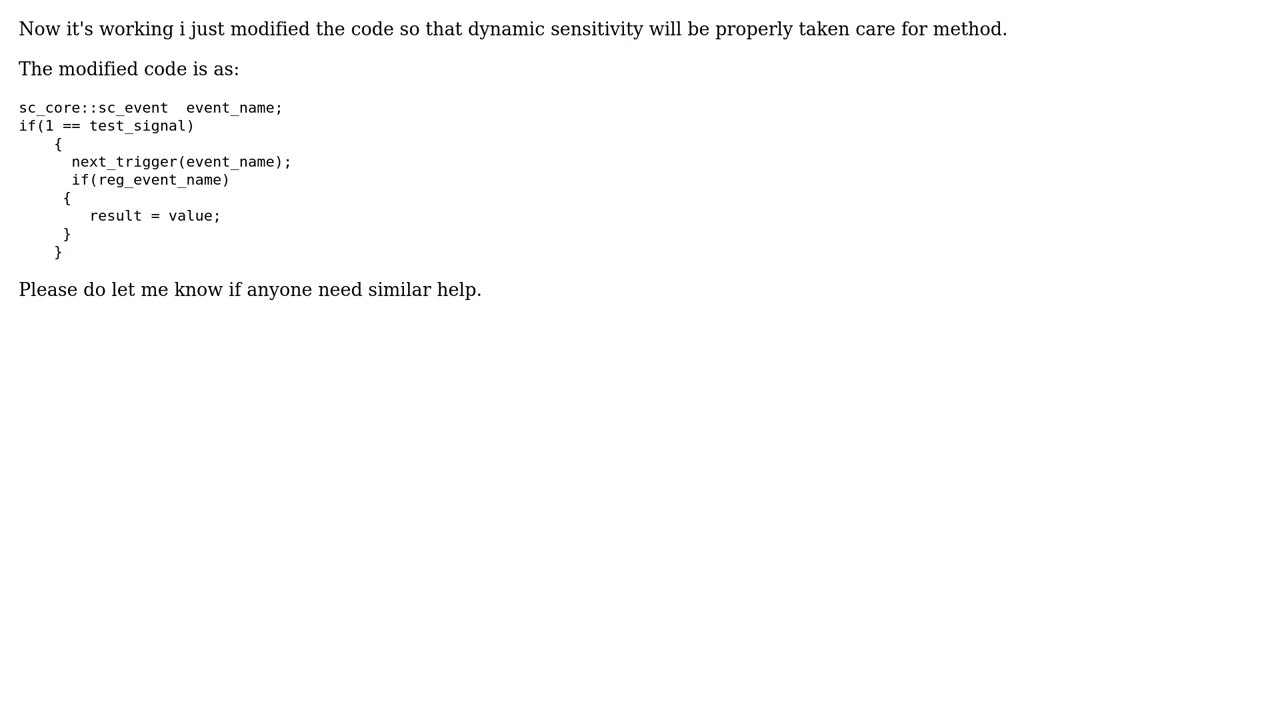 Now it's working i just modified the code so that dynamic sensitivity will be properly taken care for method.
The modified code is as:
sc_core::sc_event  event_name;
if(1 == test_signal)
    {
      next_trigger(event_name);
      if(reg_event_name)
     {
        result = value;
     }
    }
Please do let me know if anyone need similar help.